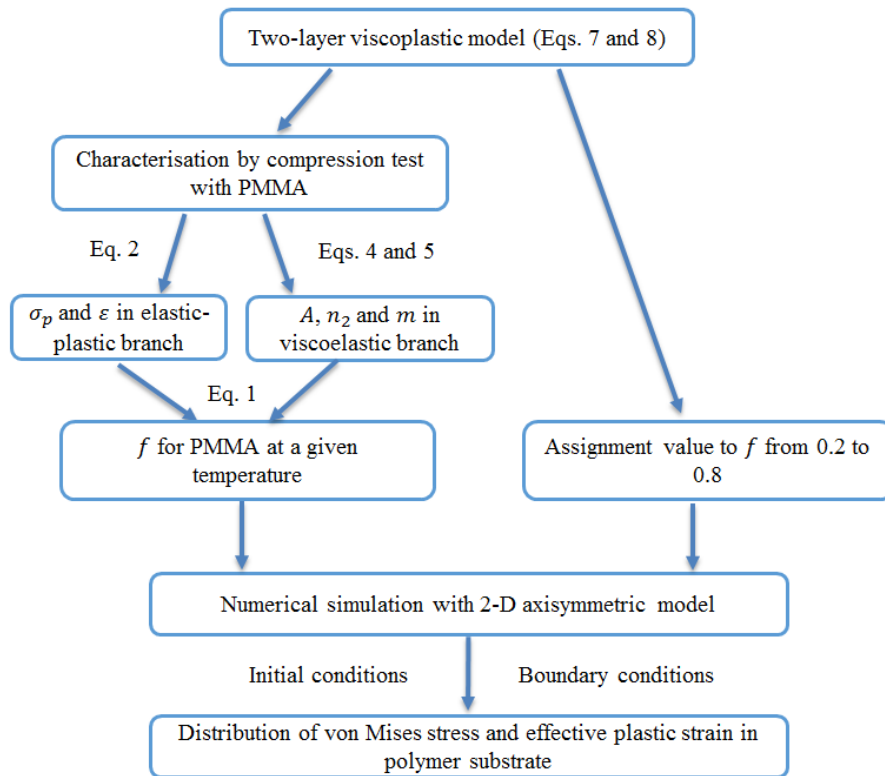 Two-layer viscoplastic model (Eqs. 7 and 8)
Characterisation by compression test
with PMMA
Eq. 2
Eqs. 4 and 5
σₚ and ε in elastic-
plastic branch
A, n₂ and m in
viscoelastic branch
Eq. 1
f for PMMA at a given
temperature
Assignment value to f from 0.2 to
0.8
Numerical simulation with 2-D axisymmetric model
Initial conditions
Boundary conditions
Distribution of von Mises stress and effective plastic strain in
polymer substrate